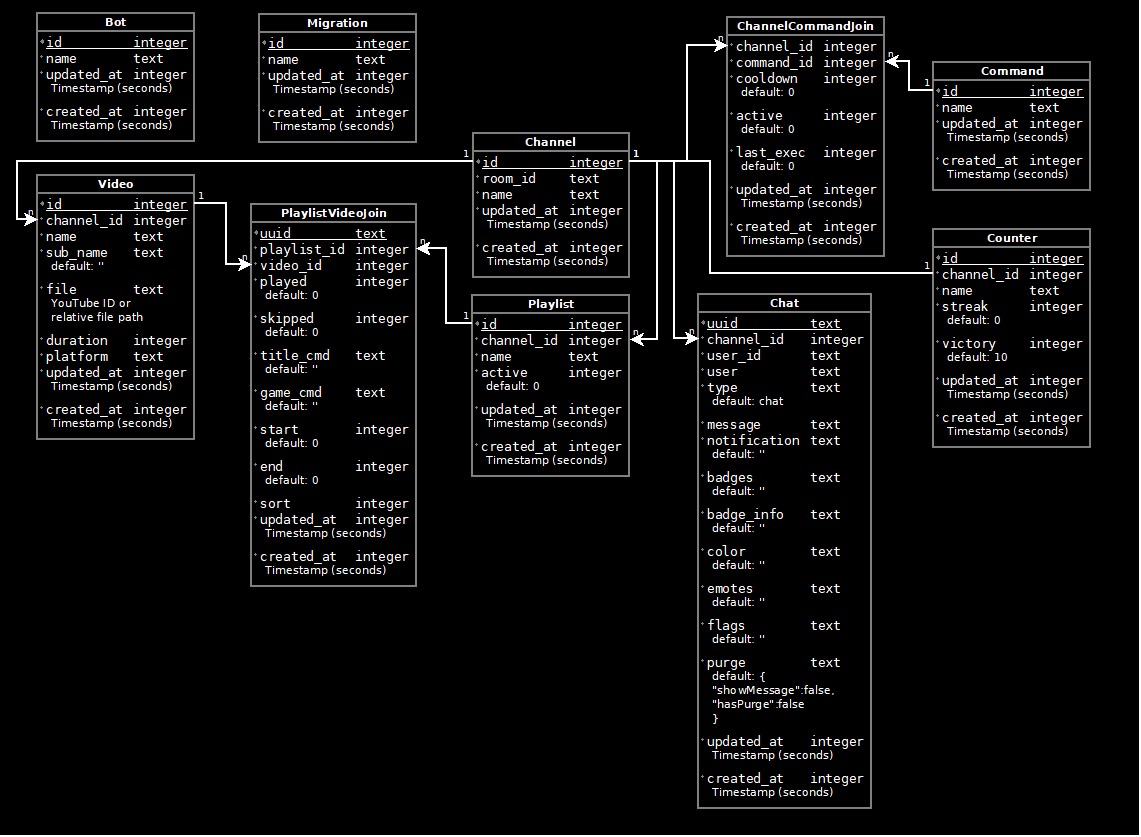 Bot
id integer
name text
updated_at integer
Timestamp (seconds)
created_at integer
Timestamp (seconds)
Migration
id integer
name text
updated_at integer
Timestamp (seconds)
created_at integer
Timestamp (seconds)
ChannelCommandJoin
n
channel_id integer
n
command_id integer
cooldown integer
default: 0
active integer
default: 0
last_exec integer
default: 0
updated_at integer
Timestamp (seconds)
created_at integer
Timestamp (seconds)
Command
1
id integer
name text
updated_at integer
Timestamp (seconds)
created_at integer
Timestamp (seconds)
Channel
1
1
id integer
room_id text
name text
updated_at integer
Timestamp (seconds)
created_at integer
Timestamp (seconds)
Video
1
id integer
n
channel_id integer
name text
sub_name text
default: ''
file text
YouTube ID or
relative file path
duration integer
platform text
updated_at integer
Timestamp (seconds)
created_at integer
Timestamp (seconds)
PlaylistVideoJoin
uuid text
n
playlist_id integer
n
video_id integer
played integer
default: 0
skipped integer
default: 0
title_cmd text
default: ''
game_cmd text
default: ''
start integer
default: 0
end integer
default: 0
sort integer
updated_at integer
Timestamp (seconds)
created_at integer
Timestamp (seconds)
Playlist
1
id integer
n
channel_id integer
name text
active integer
default: 0
updated_at integer
Timestamp (seconds)
created_at integer
Timestamp (seconds)
Chat
uuid text
n
channel_id integer
user_id text
user text
type text
default: chat
message text
notification text
default: ''
badges text
default: ''
badge_info text
default: ''
color text
default: ''
emotes text
default: ''
flags text
default: ''
purge text
default: {
"showMessage":false,
"hasPurge":false
}
updated_at integer
Timestamp (seconds)
created_at integer
Timestamp (seconds)
Counter
id integer
1
channel_id integer
name text
streak integer
default: 0
victory integer
default: 10
updated_at integer
Timestamp (seconds)
created_at integer
Timestamp (seconds)